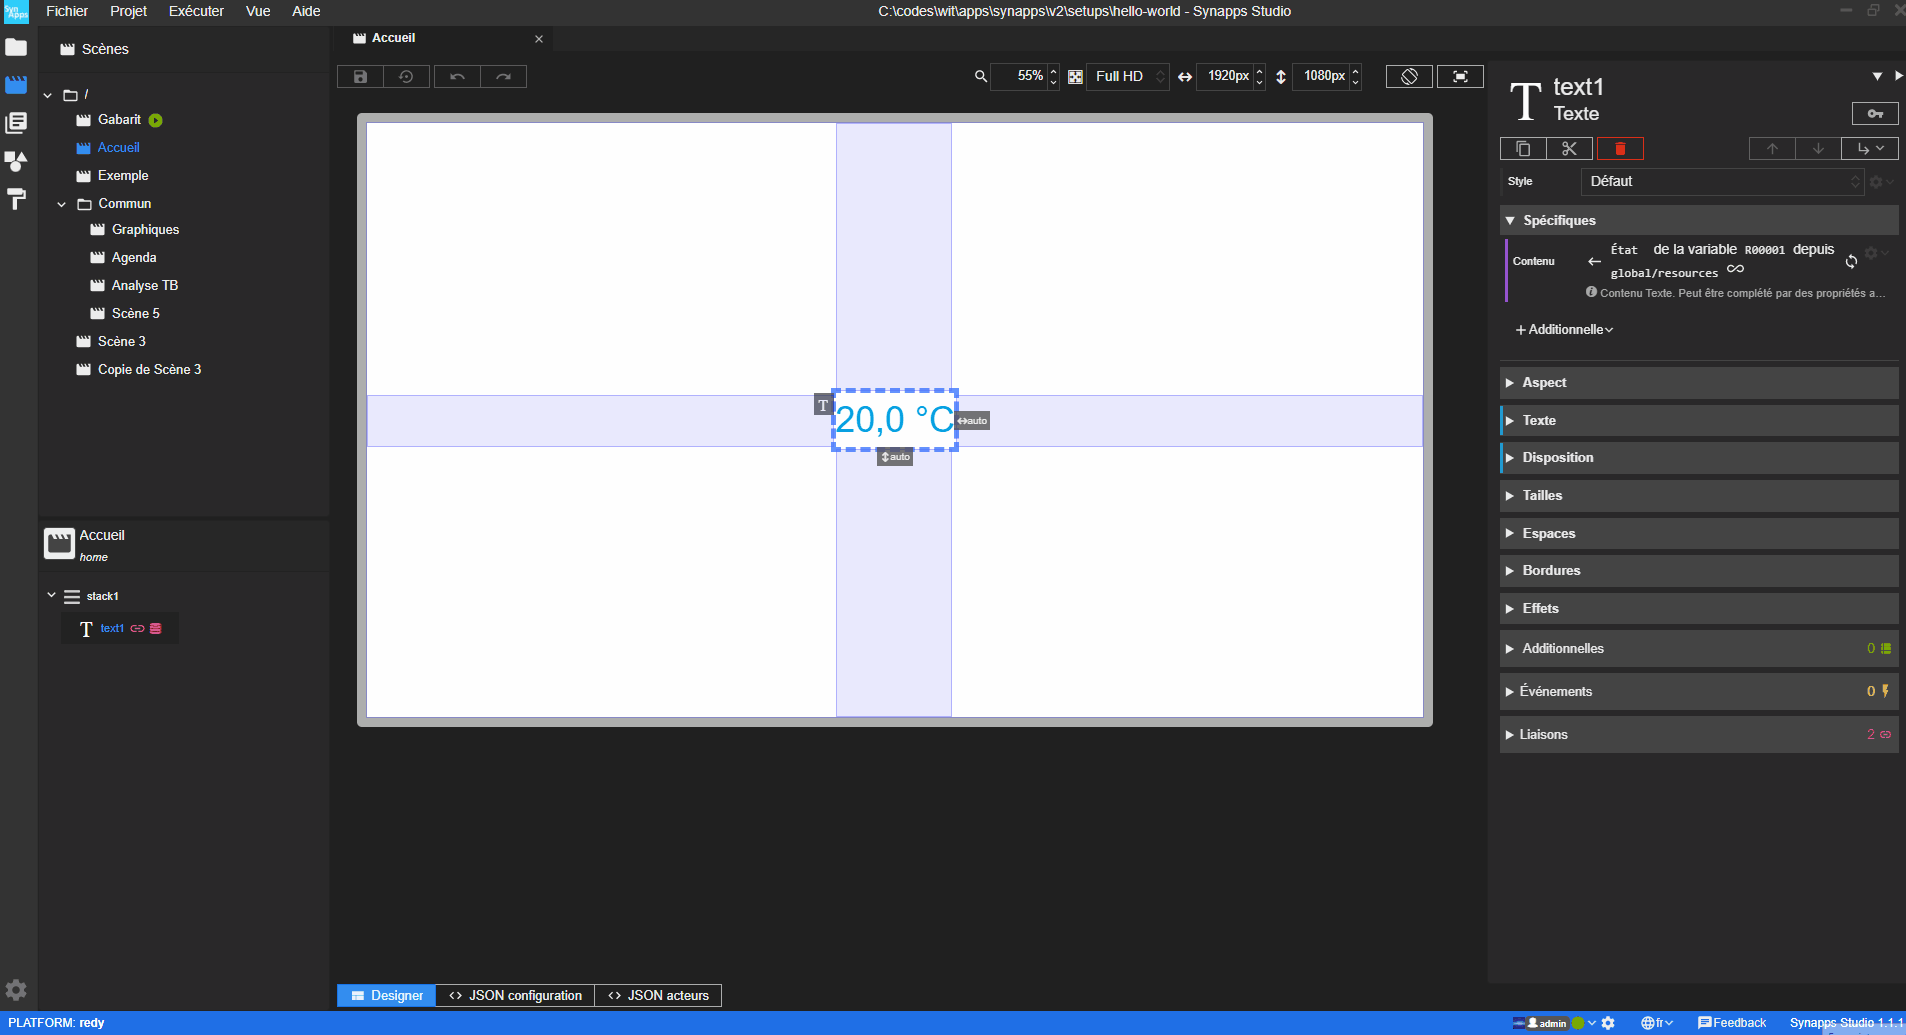 Syn
Apps
Fichier Projet Exécuter Vue Aide
C:\codes\wit\apps\synapps\v2\setups\hello-world - Synapps Studio
Scènes
/
Gabarit
Accueil
Exemple
Commun
Graphiques
Agenda
Analyse TB
Scène 5
Scène 3
Copie de Scène 3
Accueil
home
stack1
T text1
Accueil
55% Full HD 1920px 1080px
T
20,0 °C
auto
auto
Designer <> JSON configuration <> JSON acteurs
T text1
Texte
Style Défaut
Spécifiques
Contenu
État de la variable R00001 depuis
global/resources
Contenu Texte. Peut être complété par des propriétés a...
+ Additionnelle
Aspect
Texte
Disposition
Tailles
Espaces
Bordures
Effets
Additionnelles 0
Événements 0
Liaisons 2
PLATFORM: redy
admin fr Feedback Synapps Studio 1.1.1